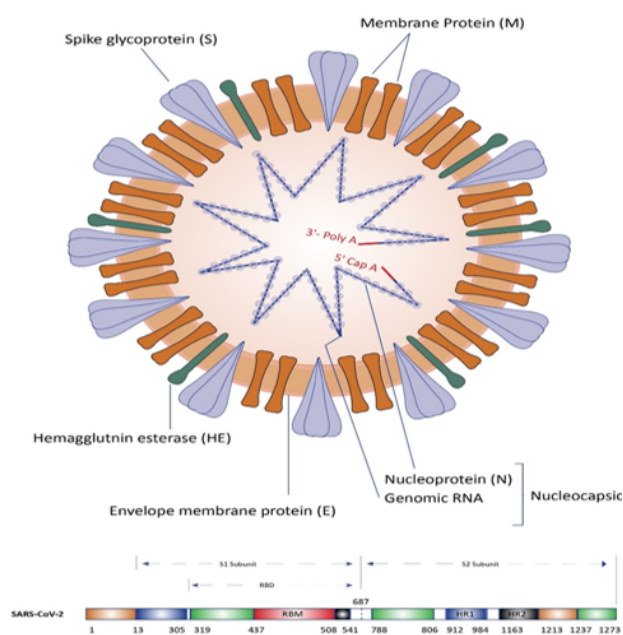 Membrane Protein (M)
Spike glycoprotein (S)
3'- Poly A
5' Cap A
Hemagglutnin esterase (HE)
Nucleoprotein (N)
Genomic RNA
Nucleocapsid
Envelope membrane protein (E)
S1 Subunit
S2 Subunit
RBD
687
SARS-CoV-2
RBM
HR1
HR2
1 13 305 319 437 508 541 788 806 912 984 1163 1213 1237 1273